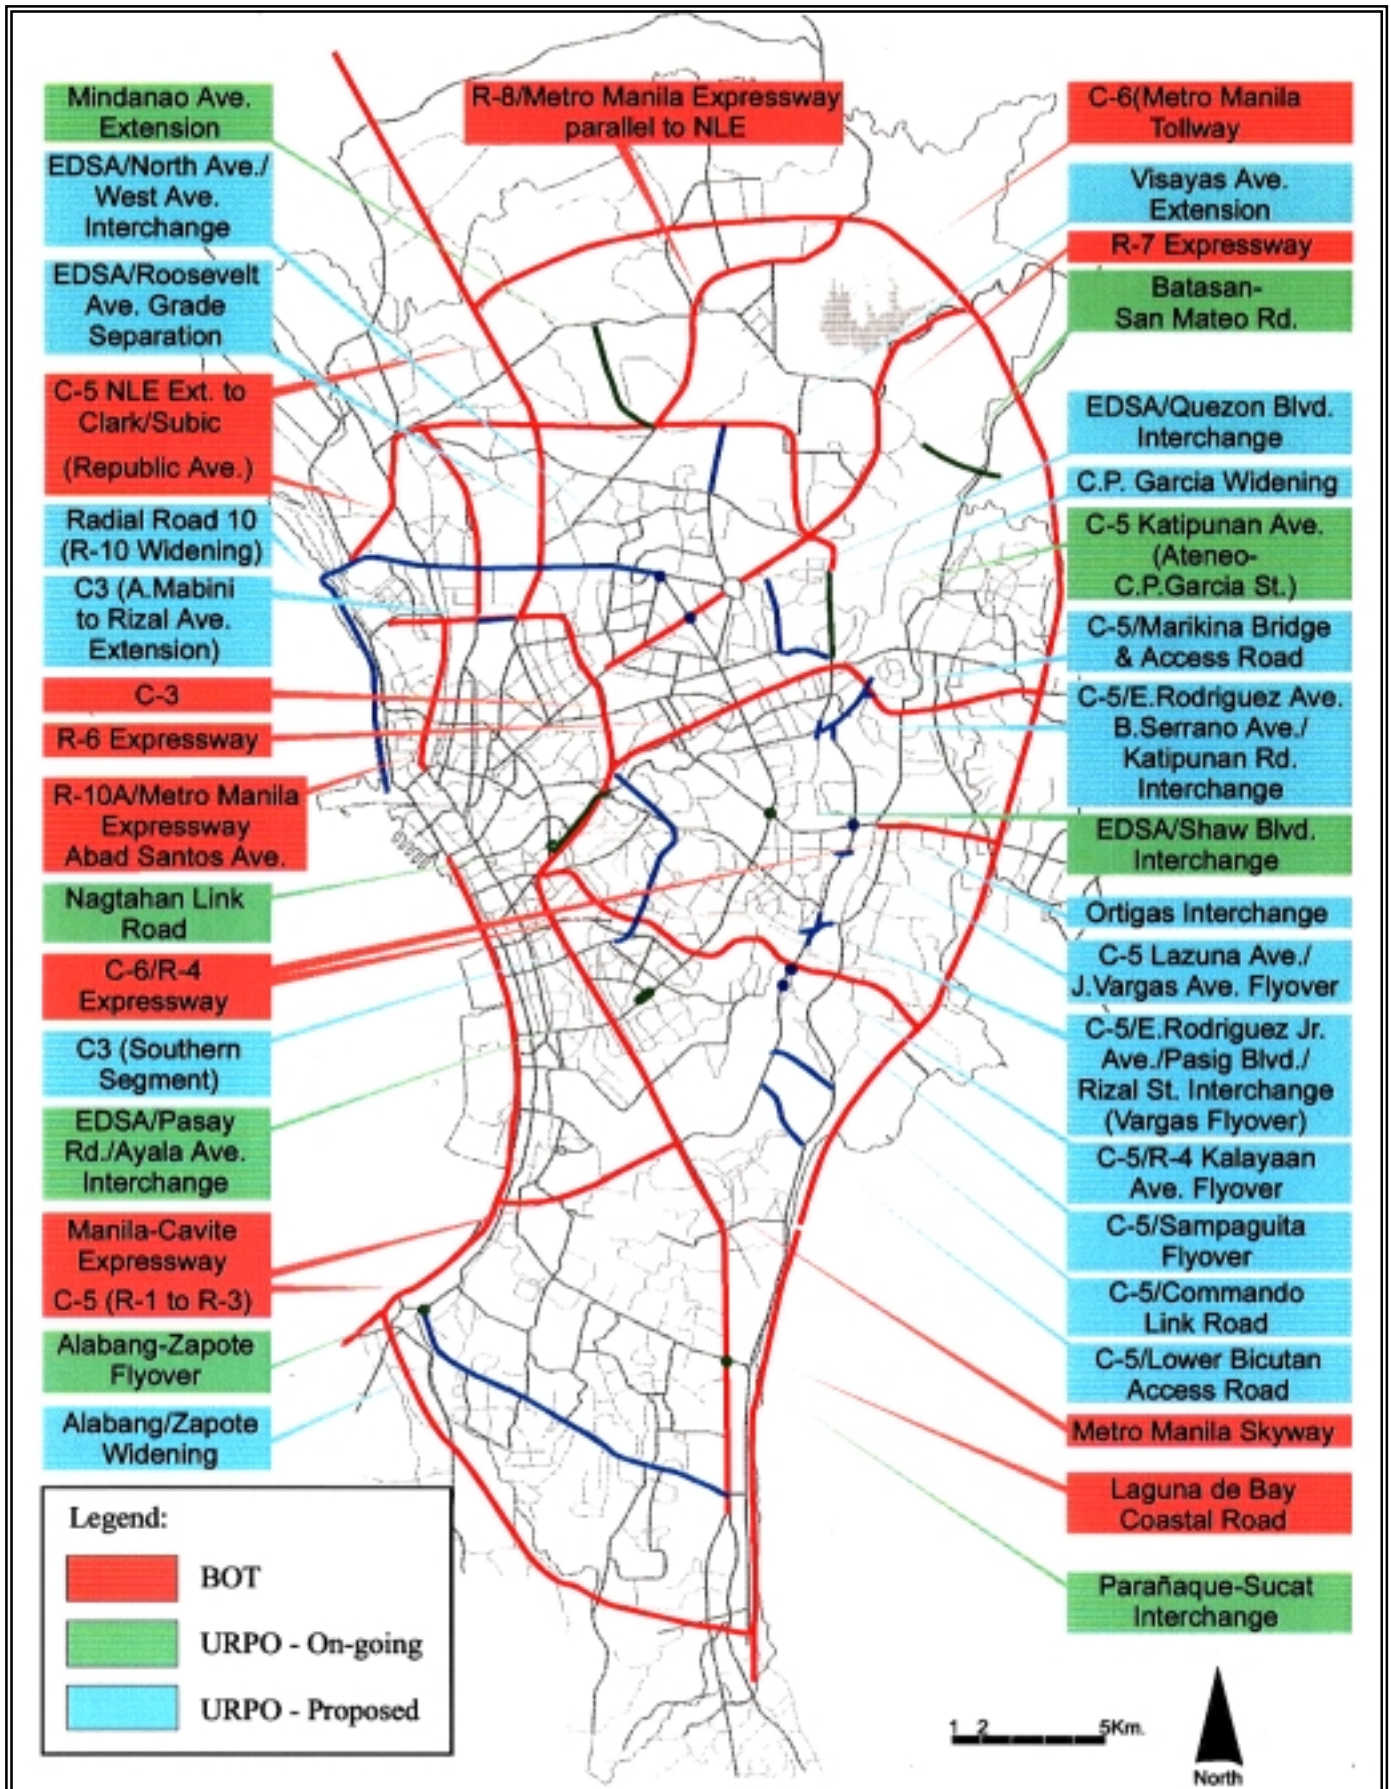 Mindanao Ave.
Extension
EDSA/North Ave./
West Ave.
Interchange
EDSA/Roosevelt
Ave. Grade
Separation
C-5 NLE Ext. to
Clark/Subic
(Republic Ave.)
Radial Road 10
(R-10 Widening)
C3 (A.Mabini
to Rizal Ave.
Extension)
C-3
R-6 Expressway
R-10A/Metro Manila
Expressway
Abad Santos Ave.
Nagtahan Link
Road
C-6/R-4
Expressway
C3 (Southern
Segment)
EDSA/Pasay
Rd./Ayala Ave.
Interchange
Manila-Cavite
Expressway
C-5 (R-1 to R-3)
Alabang-Zapote
Flyover
Alabang/Zapote
Widening
R-8/Metro Manila Expressway
parallel to NLE
C-6(Metro Manila
Tollway
Visayas Ave.
Extension
R-7 Expressway
Batasan-
San Mateo Rd.
EDSA/Quezon Blvd.
Interchange
C.P. Garcia Widening
C-5 Katipunan Ave.
(Ateneo-
C.P.Garcia St.)
C-5/Marikina Bridge
& Access Road
C-5/E.Rodriguez Ave.
B.Serrano Ave./
Katipunan Rd.
Interchange
EDSA/Shaw Blvd.
Interchange
Ortigas Interchange
C-5 Lazuna Ave./
J.Vargas Ave. Flyover
C-5/E.Rodriguez Jr.
Ave./Pasig Blvd./
Rizal St. Interchange
(Vargas Flyover)
C-5/R-4 Kalayaan
Ave. Flyover
C-5/Sampaguita
Flyover
C-5/Commando
Link Road
C-5/Lower Bicutan
Access Road
Metro Manila Skyway
Laguna de Bay
Coastal Road
Parañaque-Sucat
Interchange
Legend:
BOT
URPO - On-going
URPO - Proposed
1 2 5Km.
North